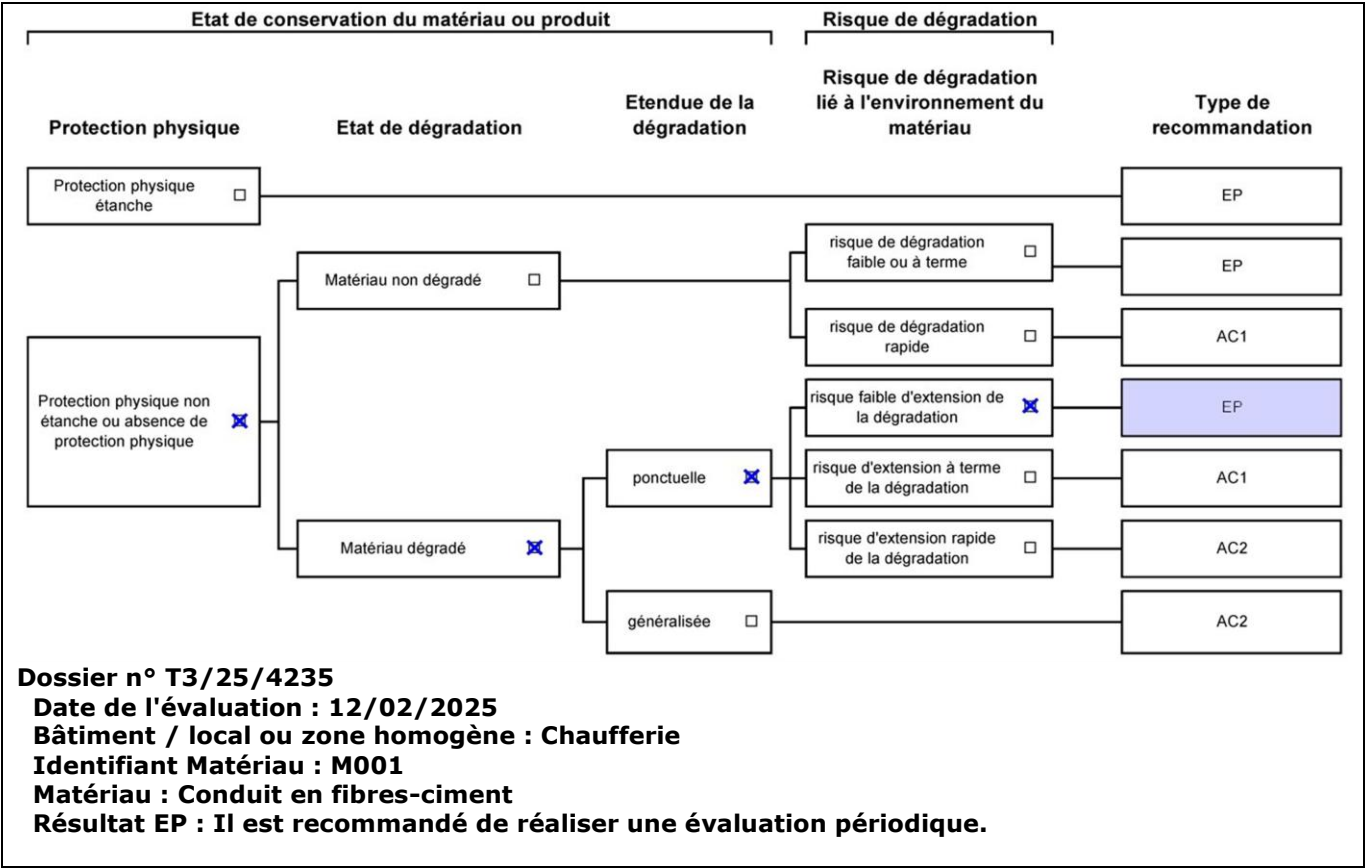 Etat de conservation du matériau ou produit
Risque de dégradation
Protection physique
Etat de dégradation
Etendue de la
dégradation
Risque de dégradation
lié à l'environnement du
matériau
Type de
recommandation
Protection physique
étanche
EP
risque de dégradation
faible ou à terme
EP
Matériau non dégradé
risque de dégradation
rapide
AC1
Protection physique non
étanche ou absence de
protection physique
risque faible d'extension de
la dégradation
EP
ponctuelle
risque d'extension à terme
de la dégradation
AC1
Matériau dégradé
risque d'extension rapide
de la dégradation
AC2
généralisée
AC2
Dossier n° T3/25/4235
Date de l'évaluation : 12/02/2025
Bâtiment / local ou zone homogène : Chaufferie
Identifiant Matériau : M001
Matériau : Conduit en fibres-ciment
Résultat EP : Il est recommandé de réaliser une évaluation périodique.